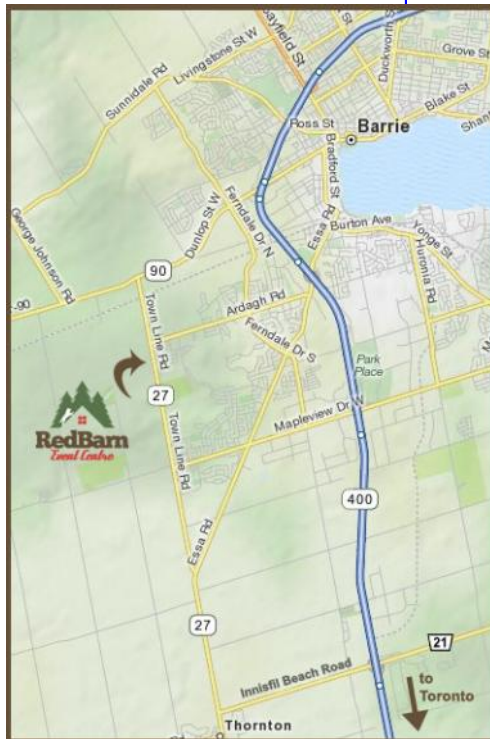 Bayfield St
Duckworth St
Grove St
Livingstone St W
Sunnidale Rd
Blake St
Ross St
Barrie
Bradford St
Dunlop St W
Ferndale Dr N
Essa Rd
Burton Ave
Yonge St
Huronia Rd
George Johnson Rd
90
-90
Town Line Rd
Ardagh Rd
Ferndale Dr S
Park
Place
27
RedBarn
Event Centre
Town Line Rd
Mapleview Dr W
400
Essa Rd
27
21
Innisfil Beach Road
to
Toronto
Thornton